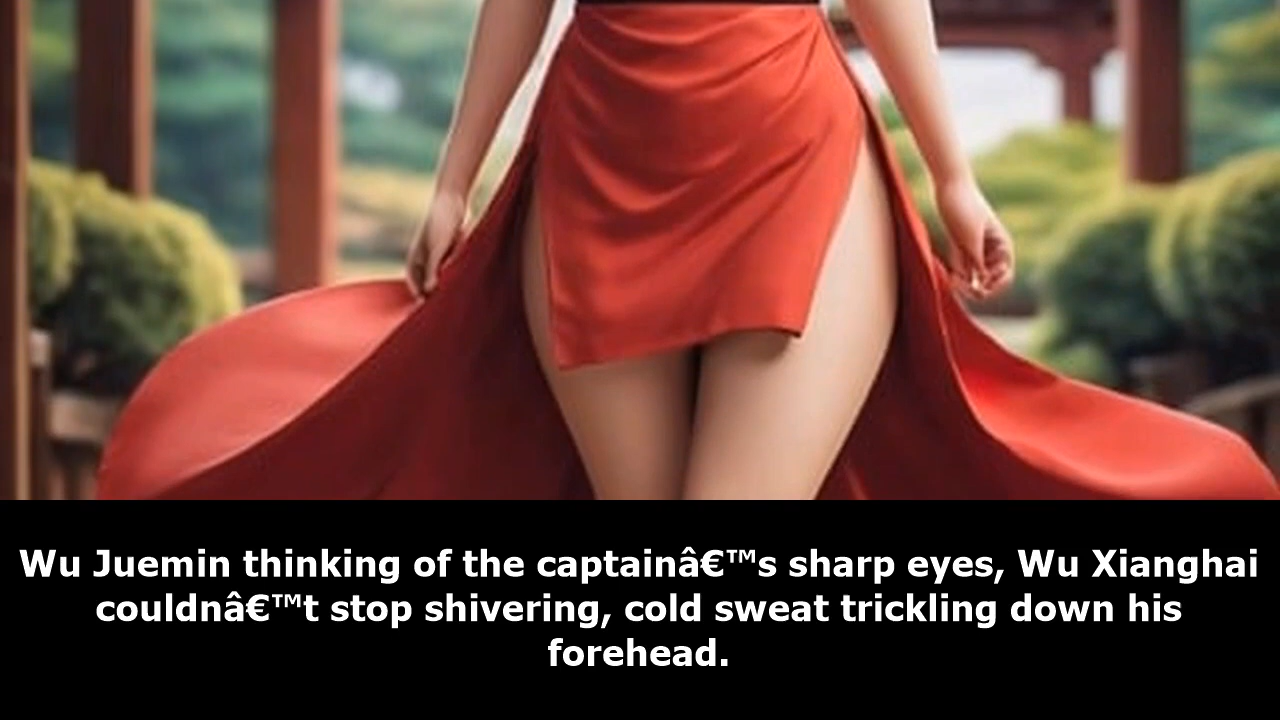 Wu Juemin thinking of the captainâ€™s sharp eyes, Wu Xianghai
couldnâ€™t stop shivering, cold sweat trickling down his
forehead.